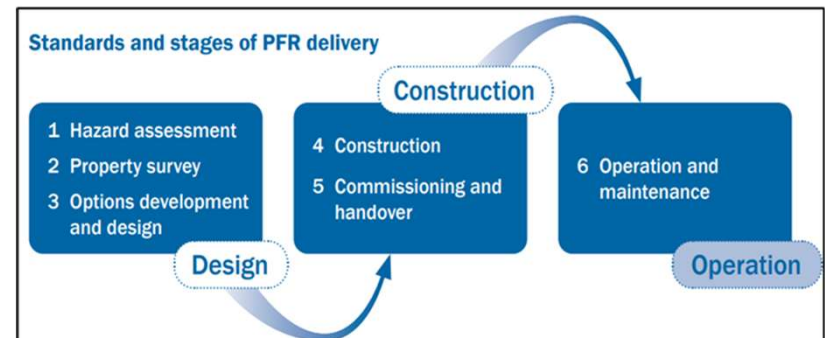 Standards and stages of PFR delivery
1 Hazard assessment
2 Property survey
3 Options development
and design
Design
Construction
4 Construction
5 Commissioning and
handover
6 Operation and
maintenance
Operation